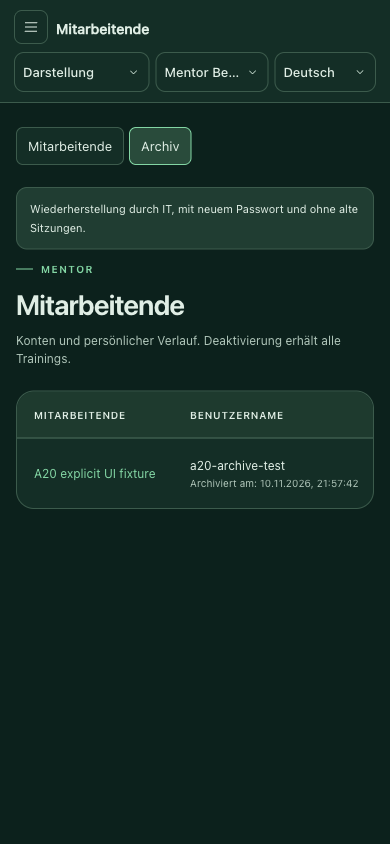 Mitarbeitende
Darstellung
Mentor Be...
Deutsch
Mitarbeitende
Archiv
Wiederherstellung durch IT, mit neuem Passwort und ohne alte
Sitzungen.
MENTOR
Mitarbeitende
Konten und persönlicher Verlauf. Deaktivierung erhält alle
Trainings.
MITARBEITENDE
BENUTZERNAME
A20 explicit UI fixture
a20-archive-test
Archiviert am: 10.11.2026, 21:57:42